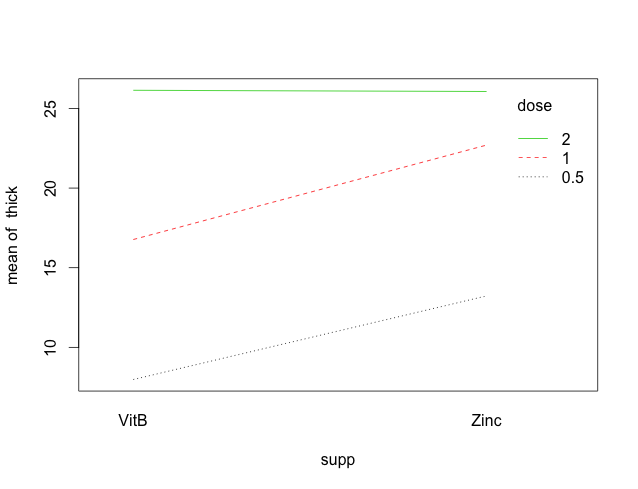 dose
2
1
0.5
25
20
15
10
mean of  thick
VitB
Zinc
supp